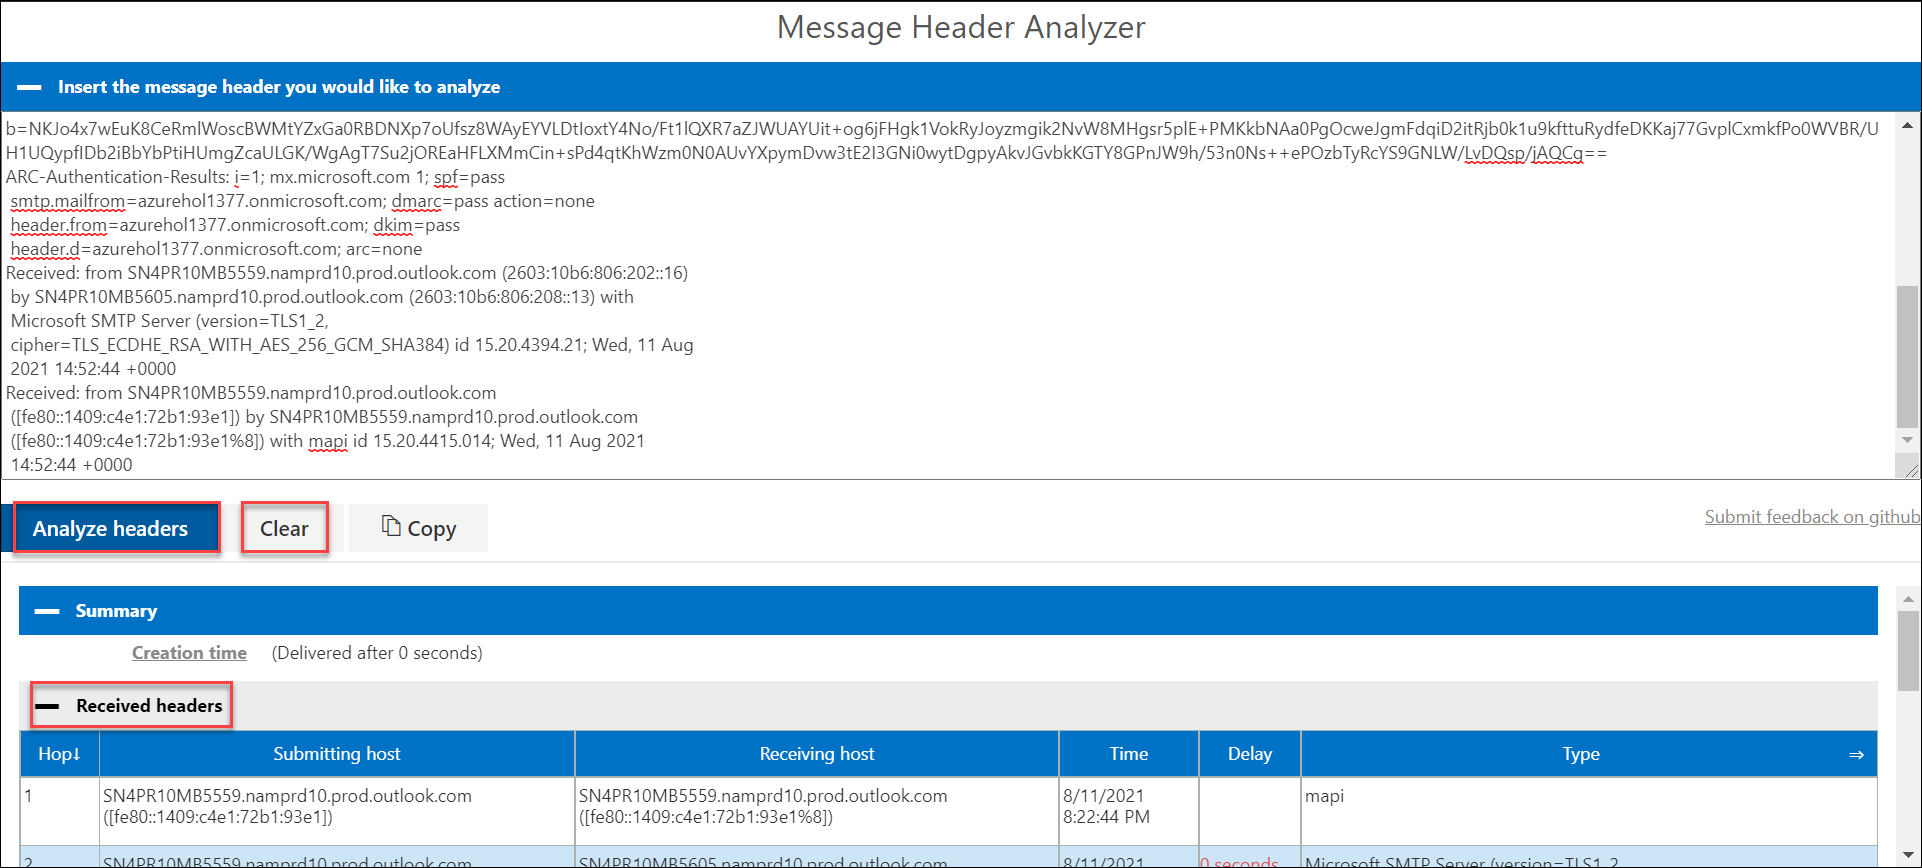 Message Header Analyzer
Insert the message header you would like to analyze
b=NKJo4x7wEuK8CeRmlWoscBWMtYZxGa0RBDNXp7oUfsz8WAyEYVLDtIoxtY4No/Ft1lQXR7aZJWUAYUit+og6jFHgk1VokRyJoyzmgik2NvW8MHgsr5plE+PMKkbNAa0PgOcweJgmFdqiD2itRjb0k1u9kfttuRydfeDKKaj77GvplCxmkfPo0WVBR/U
H1UQypfIDb2iBbYbPtiHUmgZcaULGK/WgAgT7Su2jOREaHFLXMmCin+sPd4qtKhWzm0N0AUvYXpymDvw3tE2I3GNi0wytDgpyAkvJGvbkKGTY8GPnJW9h/53n0Ns++ePOzbTyRcYS9GNLW/LvDQsp/jAQCg==
ARC-Authentication-Results: i=1; mx.microsoft.com 1; spf=pass
smtp.mailfrom=azurehol1377.onmicrosoft.com; dmarc=pass action=none
header.from=azurehol1377.onmicrosoft.com; dkim=pass
header.d=azurehol1377.onmicrosoft.com; arc=none
Received: from SN4PR10MB5559.namprd10.prod.outlook.com (2603:10b6:806:202::16)
by SN4PR10MB5605.namprd10.prod.outlook.com (2603:10b6:806:208::13) with
Microsoft SMTP Server (version=TLS1_2,
cipher=TLS_ECDHE_RSA_WITH_AES_256_GCM_SHA384) id 15.20.4394.21; Wed, 11 Aug
2021 14:52:44 +0000
Received: from SN4PR10MB5559.namprd10.prod.outlook.com
([fe80::1409:c4e1:72b1:93e1]) by SN4PR10MB5559.namprd10.prod.outlook.com
([fe80::1409:c4e1:72b1:93e1%8]) with mapi id 15.20.4415.014; Wed, 11 Aug 2021
14:52:44 +0000
Analyze headers Clear Copy Submit feedback on github
Summary
Creation time (Delivered after 0 seconds)
Received headers
Hop↓ Submitting host Receiving host Time Delay Type ⇒
1 SN4PR10MB5559.namprd10.prod.outlook.com SN4PR10MB5559.namprd10.prod.outlook.com 8/11/2021 mapi
([fe80::1409:c4e1:72b1:93e1]) ([fe80::1409:c4e1:72b1:93e1%8]) 8:22:44 PM
2 SN4PR10MB5559.namprd10.prod.outlook.com SN4PR10MB5605.namprd10.prod.outlook.com 8/11/2021 0 seconds Microsoft SMTP Server (version=TLS1_2,